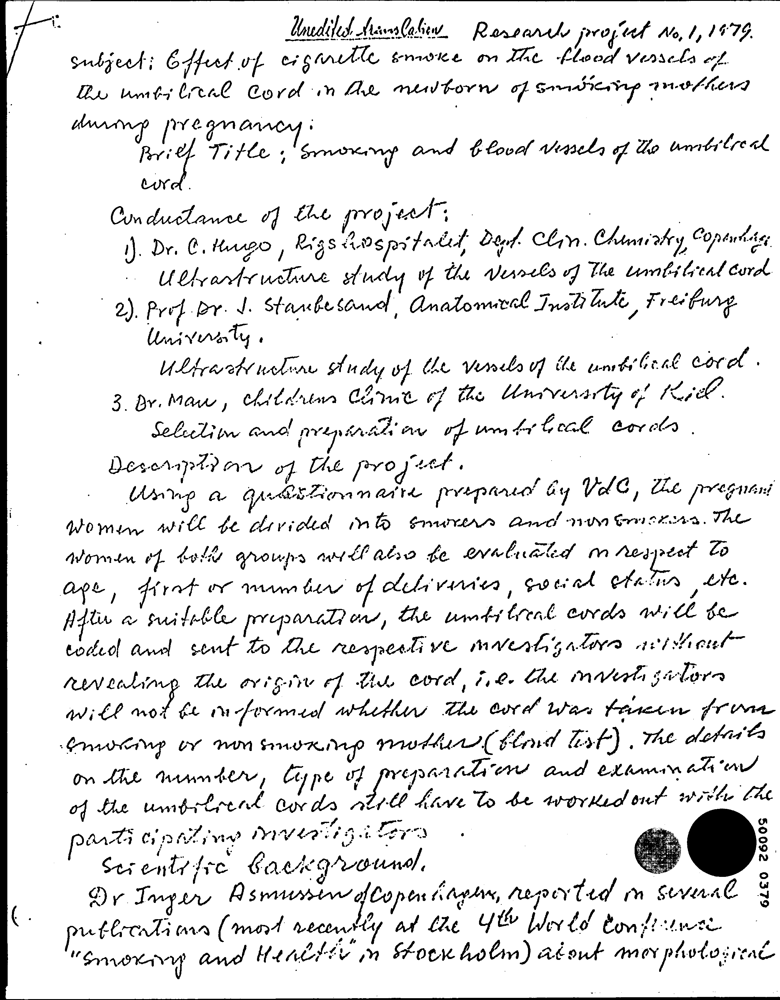 Unedited translation Research project No. 1, 1979.
subject: Effect of cigarette smoke on the blood vessels of
the umbilical cord in the newborn of smoking mothers
during pregnancy:
Brief Title: Smoking and blood vessels of the umbilical
cord.
Conductance of the project:
1). Dr. C. Hugo, Rigshospitalet, Dept. Clin. Chemistry, Copenhag.
Ultrastructure study of the vessels of the umbilical cord
2). Prof Dr. J. Staubesand, Anatomical Institute, Freiburg
University.
Ultrastructure study of the vessels of the umbilical cord.
3. Dr. Mau, childrens Clinic of the University of Kiel.
Selection and preparation of umbilical cords.
Description of the project.
Using a questionnaire prepared by VdC, the pregnant
women will be divided into smokers and nonsmokers. The
women of both groups will also be evaluated in respect to
age, first or number of deliveries, social status, etc.
After a suitable preparation, the umbilical cords will be
coded and sent to the respective investigators without
revealing the origin of the cord, i.e. the investigators
will not be informed whether the cord was taken from
smoking or nonsmoking mother (blind test). The details
on the number, type of preparation and examination
of the umbilical cords still have to be worked out with the
participating investigators.
Scientific background.
Dr Inger Asmussen of Copenhagen, reported in several
publications (most recently at the 4th World Conference
"Smoking and Health" in Stockholm) about morphological
50092 0379